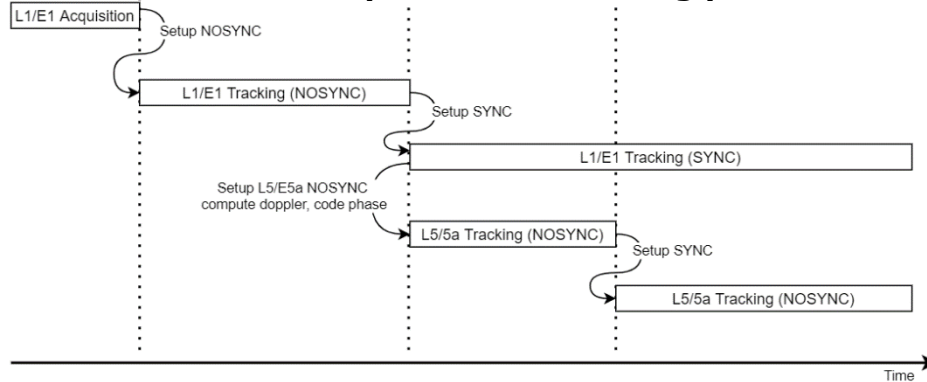 L1/E1 Acquisition
Setup NOSYNC
L1/E1 Tracking (NOSYNC)
Setup SYNC
L1/E1 Tracking (SYNC)
Setup L5/E5a NOSYNC
compute doppler, code phase
L5/5a Tracking (NOSYNC)
Setup SYNC
L5/5a Tracking (NOSYNC)
Time